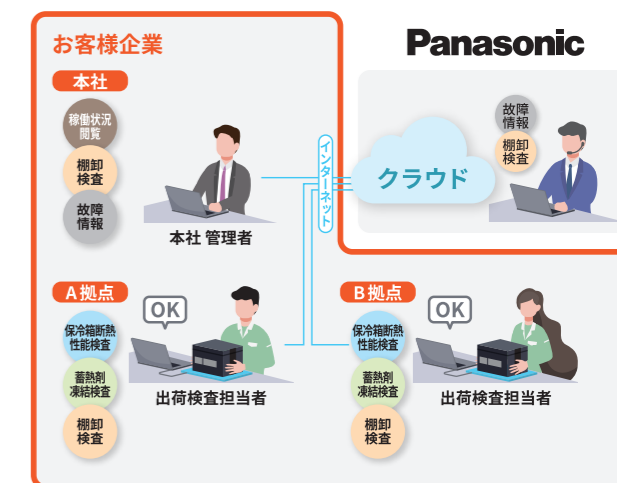 お客様企業
Panasonic
本社
稼働状況
閲覧
棚卸
検査
故障
情報
本社 管理者
インターネット
クラウド
故障
情報
棚卸
検査
A拠点
OK
保冷箱断熱
性能検査
蓄熱剤
凍結検査
棚卸
検査
出荷検査担当者
B拠点
OK
保冷箱断熱
性能検査
蓄熱剤
凍結検査
棚卸
検査
出荷検査担当者